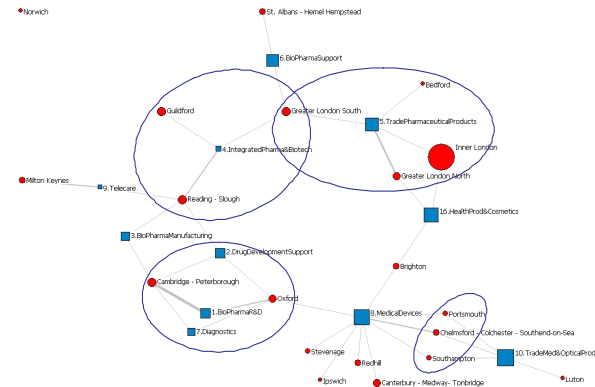 Norwich
St. Albans - Hemel Hempstead
6.BioPharmaSupport
Bedford
Guildford
Greater London South
5.TradePharmaceuticalProducts
4.IntegratedPharma&Biotech
Inner London
Greater London North
Milton Keynes
9.Telecare
Reading - Slough
16.HealthProd&Cosmetics
3.BioPharmaManufacturing
2.DrugDevelopmentSupport
Brighton
Cambridge - Peterborough
Oxford
1.BioPharmaR&D
8.MedicalDevices
Portsmouth
7.Diagnostics
Chelmsford - Colchester - Southend-on-Sea
Stevenage
Southampton
10.TradeMed&OpticalProd
Redhill
Ipswich
Canterbury - Medway- Tonbridge
Luton